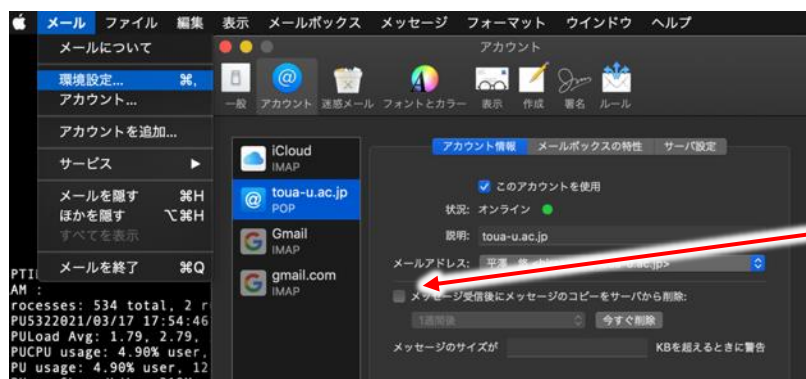 メール ファイル 編集 表示 メールボックス メッセージ フォーマット ウインドウ ヘルプ
メールについて
環境設定... ⌘,
アカウント...
アカウントを追加...
サービス ▶
メールを隠す ⌘H
ほかを隠す ⌥⌘H
すべてを表示
メールを終了 ⌘Q
アカウント
一般 アカウント 迷惑メール フォントとカラー 表示 作成 署名 ルール
iCloud
IMAP
toua-u.ac.jp
POP
Gmail
IMAP
gmail.com
IMAP
アカウント情報 メールボックスの特性 サーバ設定
このアカウントを使用
状況: オンライン
説明: toua-u.ac.jp
メールアドレス:
メッセージ受信後にメッセージのコピーをサーバから削除:
1週間後 今すぐ削除
メッセージのサイズが KBを超えるときに警告
PTI
AM :
rocesses: 534 total, 2 r
PU5322021/03/17 17:54:46
PULoad Avg: 1.79, 2.79,
PUCPU usage: 4.90% user,
PU usage: 4.90% user, 12